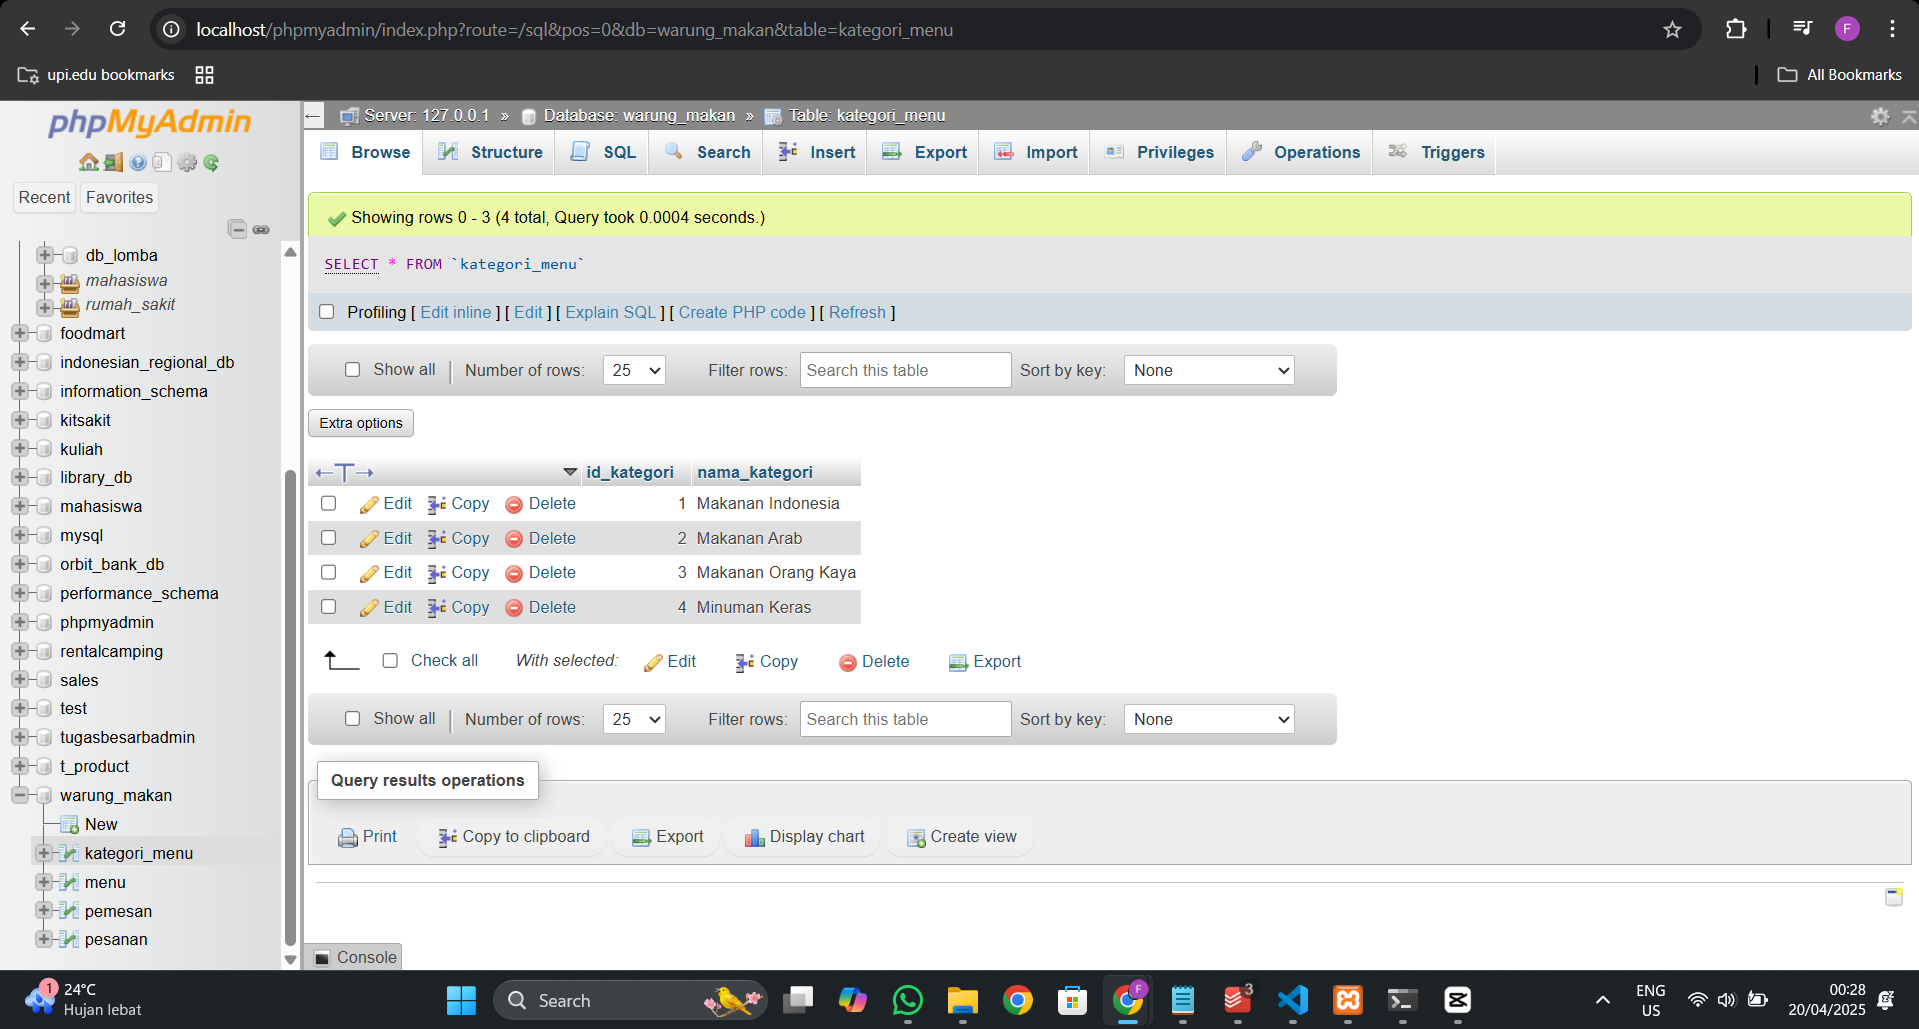 localhost/phpmyadmin/index.php?route=/sql&pos=0&db=warung_makan&table=kategori_menu
F
upi.edu bookmarks
All Bookmarks
phpMyAdmin
Recent
Favorites
db_lomba
mahasiswa
rumah_sakit
foodmart
indonesian_regional_db
information_schema
kitsakit
kuliah
library_db
mahasiswa
mysql
orbit_bank_db
performance_schema
phpmyadmin
rentalcamping
sales
test
tugasbesarbadmin
t_product
warung_makan
New
kategori_menu
menu
pemesan
pesanan
Server: 127.0.0.1 » Database: warung_makan » Table: kategori_menu
Browse Structure SQL Search Insert Export Import Privileges Operations Triggers
Showing rows 0 - 3 (4 total, Query took 0.0004 seconds.)
SELECT * FROM `kategori_menu`
Profiling [ Edit inline ] [ Edit ] [ Explain SQL ] [ Create PHP code ] [ Refresh ]
Show all | Number of rows: 25 Filter rows: Search this table Sort by key: None
Extra options
id_kategori nama_kategori
Edit Copy Delete 1 Makanan Indonesia
Edit Copy Delete 2 Makanan Arab
Edit Copy Delete 3 Makanan Orang Kaya
Edit Copy Delete 4 Minuman Keras
Check all With selected: Edit Copy Delete Export
Show all | Number of rows: 25 Filter rows: Search this table Sort by key: None
Query results operations
Print Copy to clipboard Export Display chart Create view
Console
1
24°C
Hujan lebat
Search
F
3
ENG
US
00:28
20/04/2025